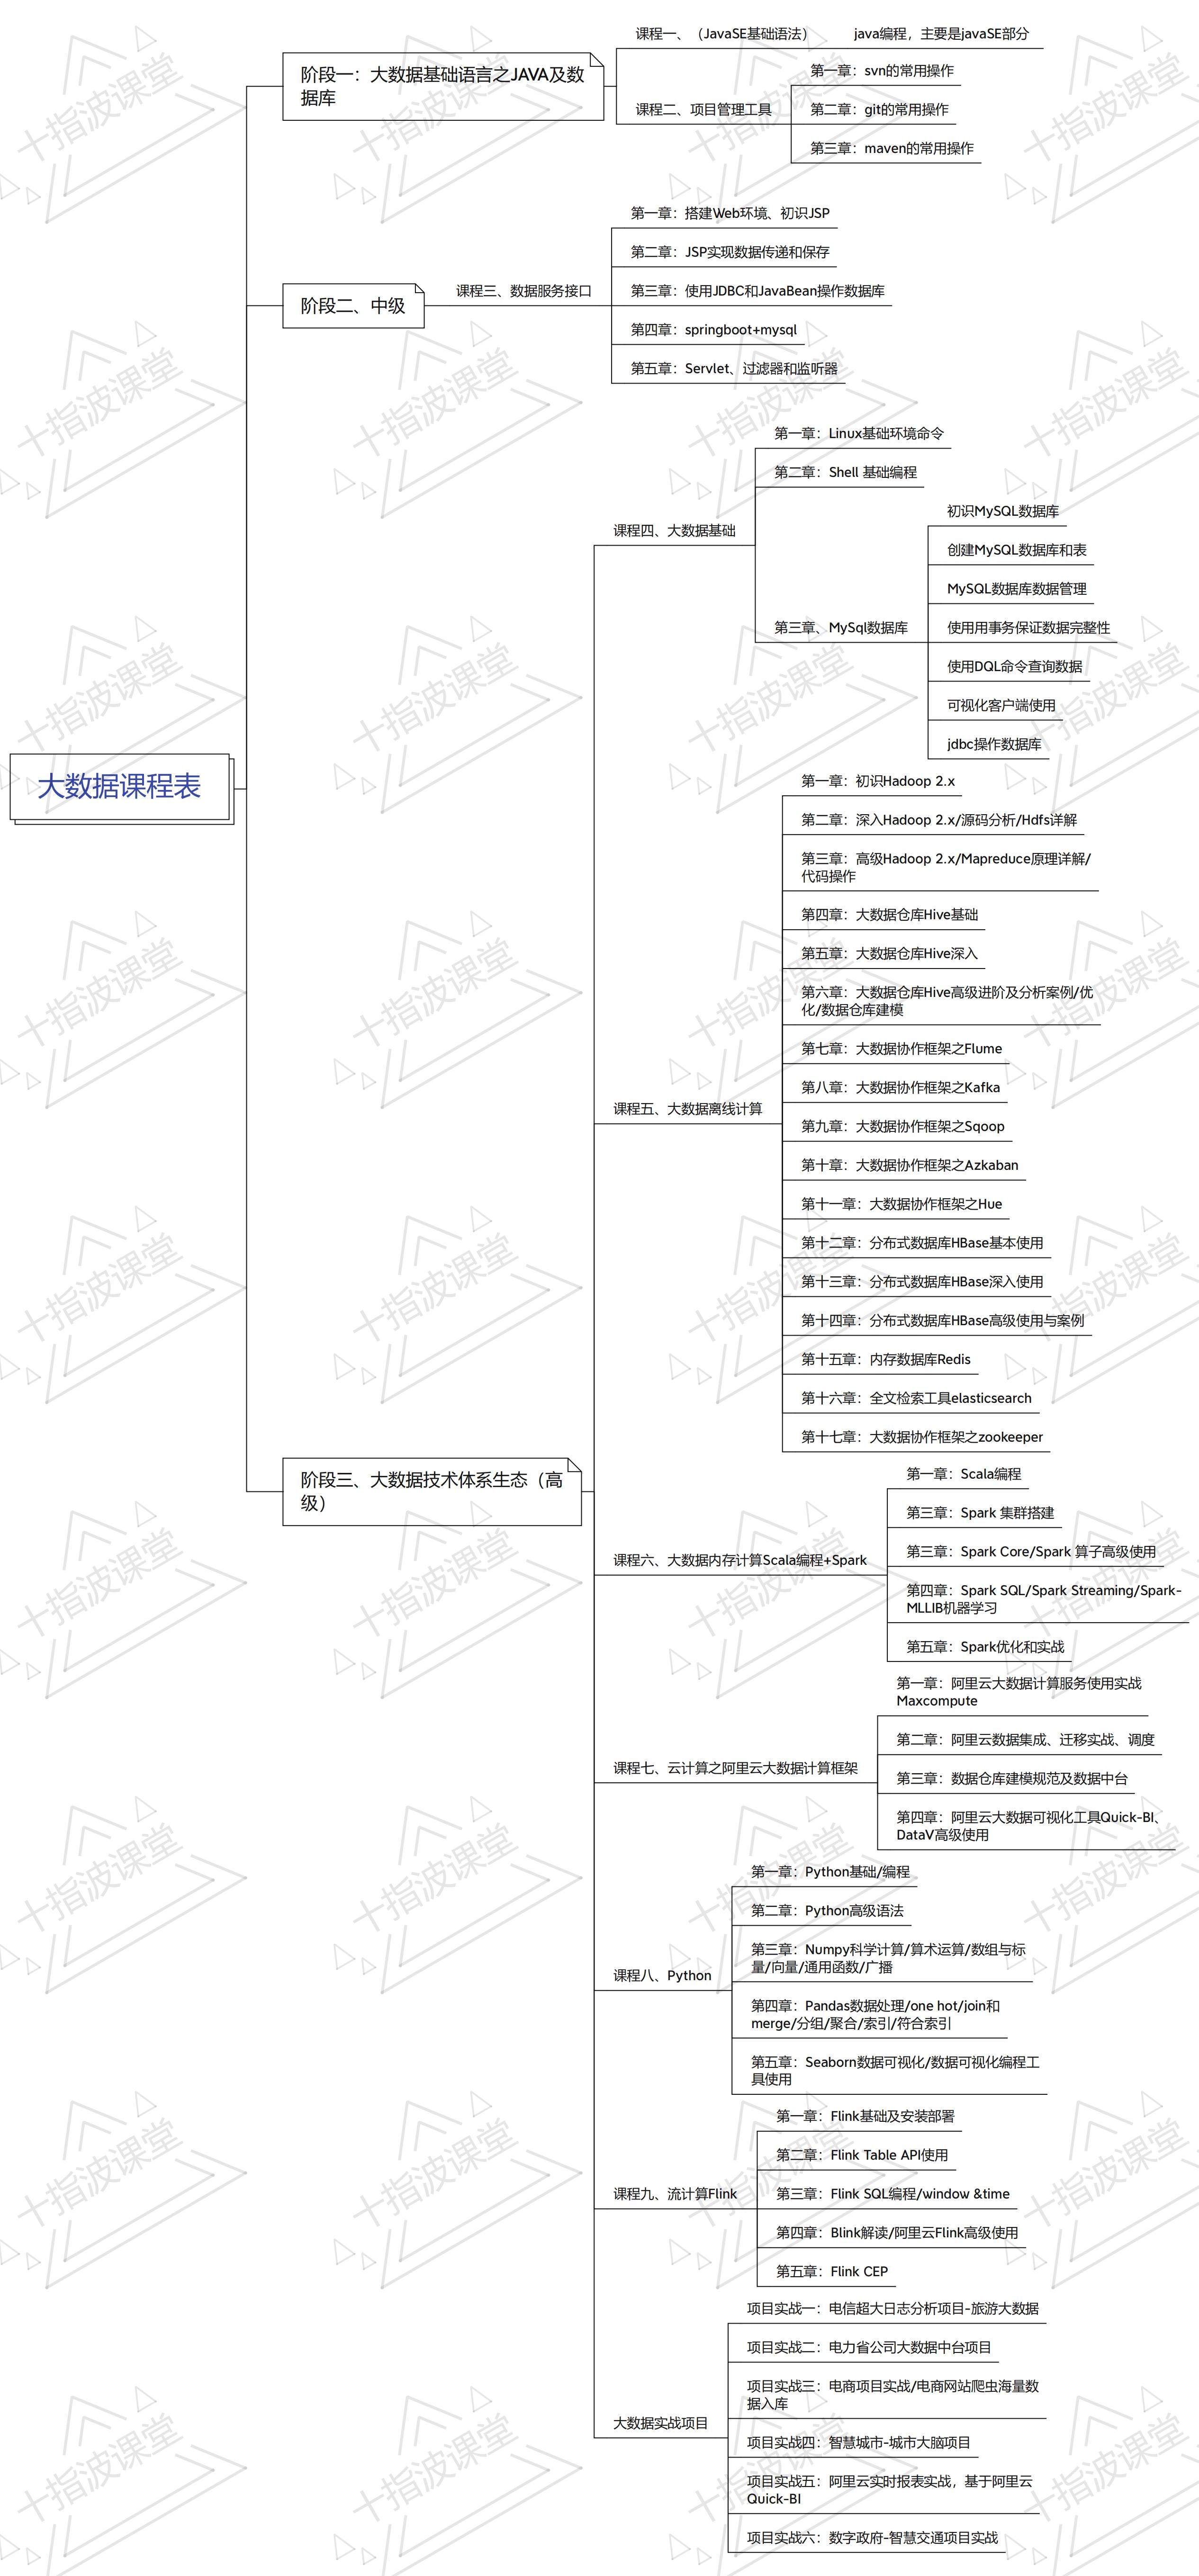 大数据课程表
阶段一：大数据基础语言之JAVA及数
据库
课程一、（JavaSE基础语法）
java编程，主要是javaSE部分
课程二、项目管理工具
第一章：svn的常用操作
第二章：git的常用操作
第三章：maven的常用操作
阶段二、中级
课程三、数据服务接口
第一章：搭建Web环境、初识JSP
第二章：JSP实现数据传递和保存
第三章：使用JDBC和JavaBean操作数据库
第四章：springboot+mysql
第五章：Servlet、过滤器和监听器
阶段三、大数据技术体系生态（高
级）
课程四、大数据基础
第一章：Linux基础环境命令
第二章：Shell 基础编程
第三章、MySql数据库
初识MySQL数据库
创建MySQL数据库和表
MySQL数据库数据管理
使用用事务保证数据完整性
使用DQL命令查询数据
可视化客户端使用
jdbc操作数据库
课程五、大数据离线计算
第一章：初识Hadoop 2.x
第二章：深入Hadoop 2.x/源码分析/Hdfs详解
第三章：高级Hadoop 2.x/Mapreduce原理详解/
代码操作
第四章：大数据仓库Hive基础
第五章：大数据仓库Hive深入
第六章：大数据仓库Hive高级进阶及分析案例/优
化/数据仓库建模
第七章：大数据协作框架之Flume
第八章：大数据协作框架之Kafka
第九章：大数据协作框架之Sqoop
第十章：大数据协作框架之Azkaban
第十一章：大数据协作框架之Hue
第十二章：分布式数据库HBase基本使用
第十三章：分布式数据库HBase深入使用
第十四章：分布式数据库HBase高级使用与案例
第十五章：内存数据库Redis
第十六章：全文检索工具elasticsearch
第十七章：大数据协作框架之zookeeper
课程六、大数据内存计算Scala编程+Spark
第一章：Scala编程
第三章：Spark 集群搭建
第三章：Spark Core/Spark 算子高级使用
第四章：Spark SQL/Spark Streaming/Spark-
MLLIB机器学习
第五章：Spark优化和实战
课程七、云计算之阿里云大数据计算框架
第一章：阿里云大数据计算服务使用实战
Maxcompute
第二章：阿里云数据集成、迁移实战、调度
第三章：数据仓库建模规范及数据中台
第四章：阿里云大数据可视化工具Quick-BI、
DataV高级使用
课程八、Python
第一章：Python基础/编程
第二章：Python高级语法
第三章：Numpy科学计算/算术运算/数组与标
量/向量/通用函数/广播
第四章：Pandas数据处理/one hot/join和
merge/分组/聚合/索引/符合索引
第五章：Seaborn数据可视化/数据可视化编程工
具使用
课程九、流计算Flink
第一章：Flink基础及安装部署
第二章：Flink Table API使用
第三章：Flink SQL编程/window &time
第四章：Blink解读/阿里云Flink高级使用
第五章：Flink CEP
大数据实战项目
项目实战一：电信超大日志分析项目-旅游大数据
项目实战二：电力省公司大数据中台项目
项目实战三：电商项目实战/电商网站爬虫海量数
据入库
项目实战四：智慧城市-城市大脑项目
项目实战五：阿里云实时报表实战，基于阿里云
Quick-BI
项目实战六：数字政府-智慧交通项目实战
十指波课堂